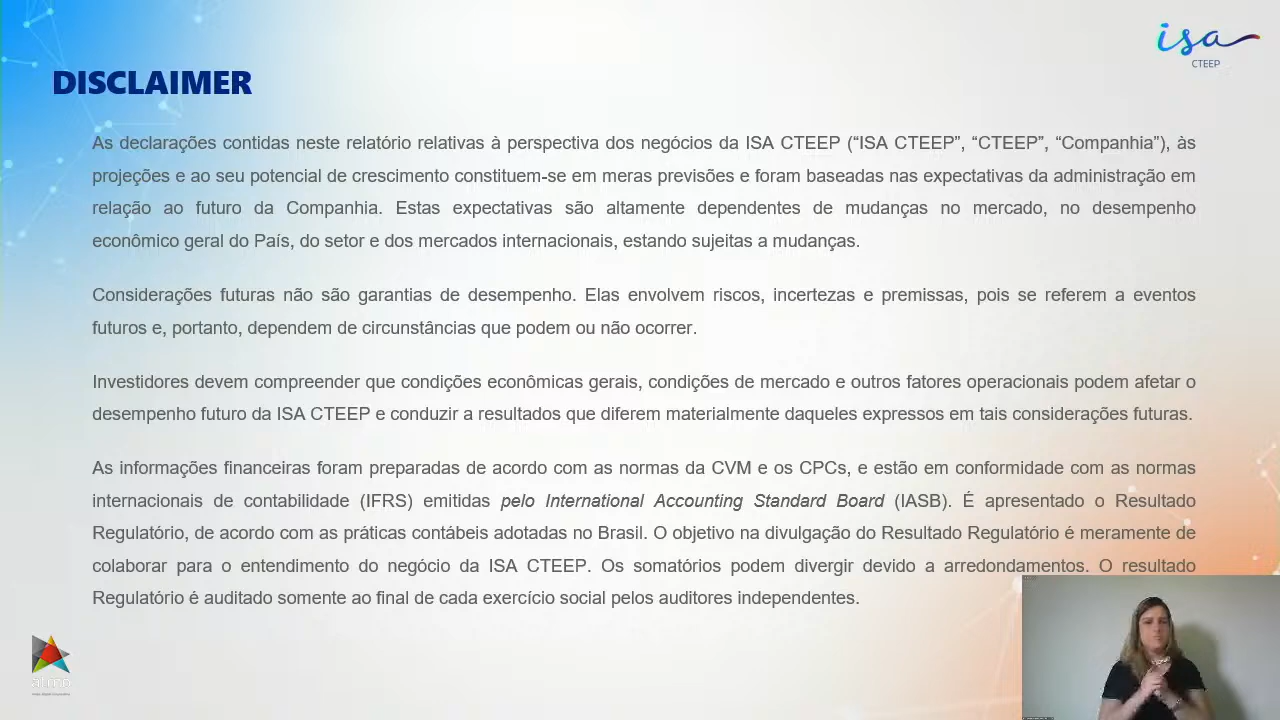 isa
CTEEP
DISCLAIMER
As declarações contidas neste relatório relativas à perspectiva dos negócios da ISA CTEEP (“ISA CTEEP”, “CTEEP”, “Companhia”), às
projeções e ao seu potencial de crescimento constituem-se em meras previsões e foram baseadas nas expectativas da administração em
relação ao futuro da Companhia. Estas expectativas são altamente dependentes de mudanças no mercado, no desempenho
econômico geral do País, do setor e dos mercados internacionais, estando sujeitas a mudanças.
Considerações futuras não são garantias de desempenho. Elas envolvem riscos, incertezas e premissas, pois se referem a eventos
futuros e, portanto, dependem de circunstâncias que podem ou não ocorrer.
Investidores devem compreender que condições econômicas gerais, condições de mercado e outros fatores operacionais podem afetar o
desempenho futuro da ISA CTEEP e conduzir a resultados que diferem materialmente daqueles expressos em tais considerações futuras.
As informações financeiras foram preparadas de acordo com as normas da CVM e os CPCs, e estão em conformidade com as normas
internacionais de contabilidade (IFRS) emitidas pelo International Accounting Standard Board (IASB). É apresentado o Resultado
Regulatório, de acordo com as práticas contábeis adotadas no Brasil. O objetivo na divulgação do Resultado Regulatório é meramente de
colaborar para o entendimento do negócio da ISA CTEEP. Os somatórios podem divergir devido a arredondamentos. O resultado
Regulatório é auditado somente ao final de cada exercício social pelos auditores independentes.
atmo